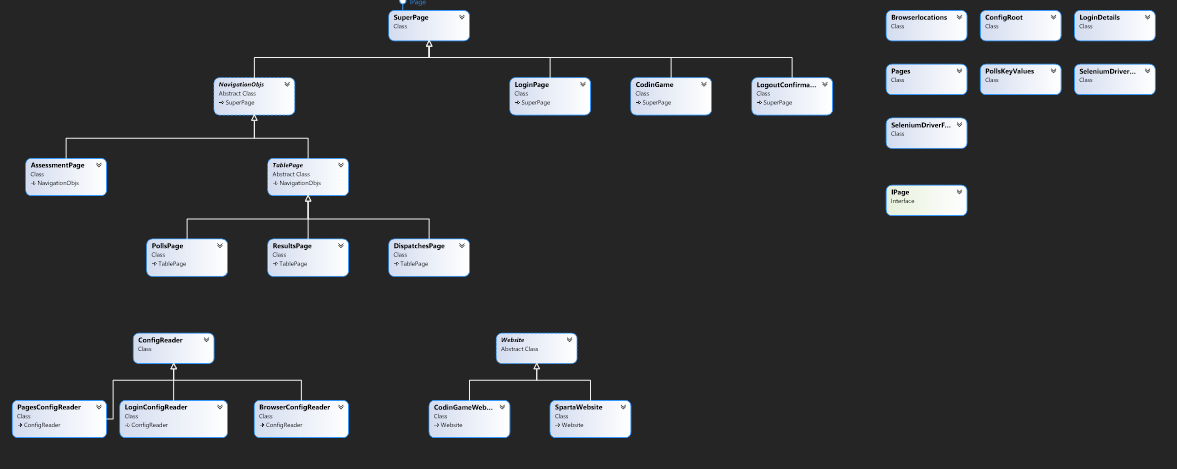 IPage
SuperPage
Class
Browserlocations
Class
ConfigRoot
Class
LoginDetails
Class
NavigationObjs
Abstract Class
SuperPage
LoginPage
Class
SuperPage
CodinGame
Class
SuperPage
LogoutConfirma...
Class
SuperPage
Pages
Class
PollsKeyValues
Class
SeleniumDriver...
Class
SeleniumDriverF...
Class
AssessmentPage
Class
NavigationObjs
TablePage
Abstract Class
NavigationObjs
IPage
Interface
PollsPage
Class
TablePage
ResultsPage
Class
TablePage
DispatchesPage
Class
TablePage
ConfigReader
Class
Website
Abstract Class
PagesConfigReader
Class
ConfigReader
LoginConfigReader
Class
ConfigReader
BrowserConfigReader
Class
ConfigReader
CodinGameWeb...
Class
Website
SpartaWebsite
Class
Website